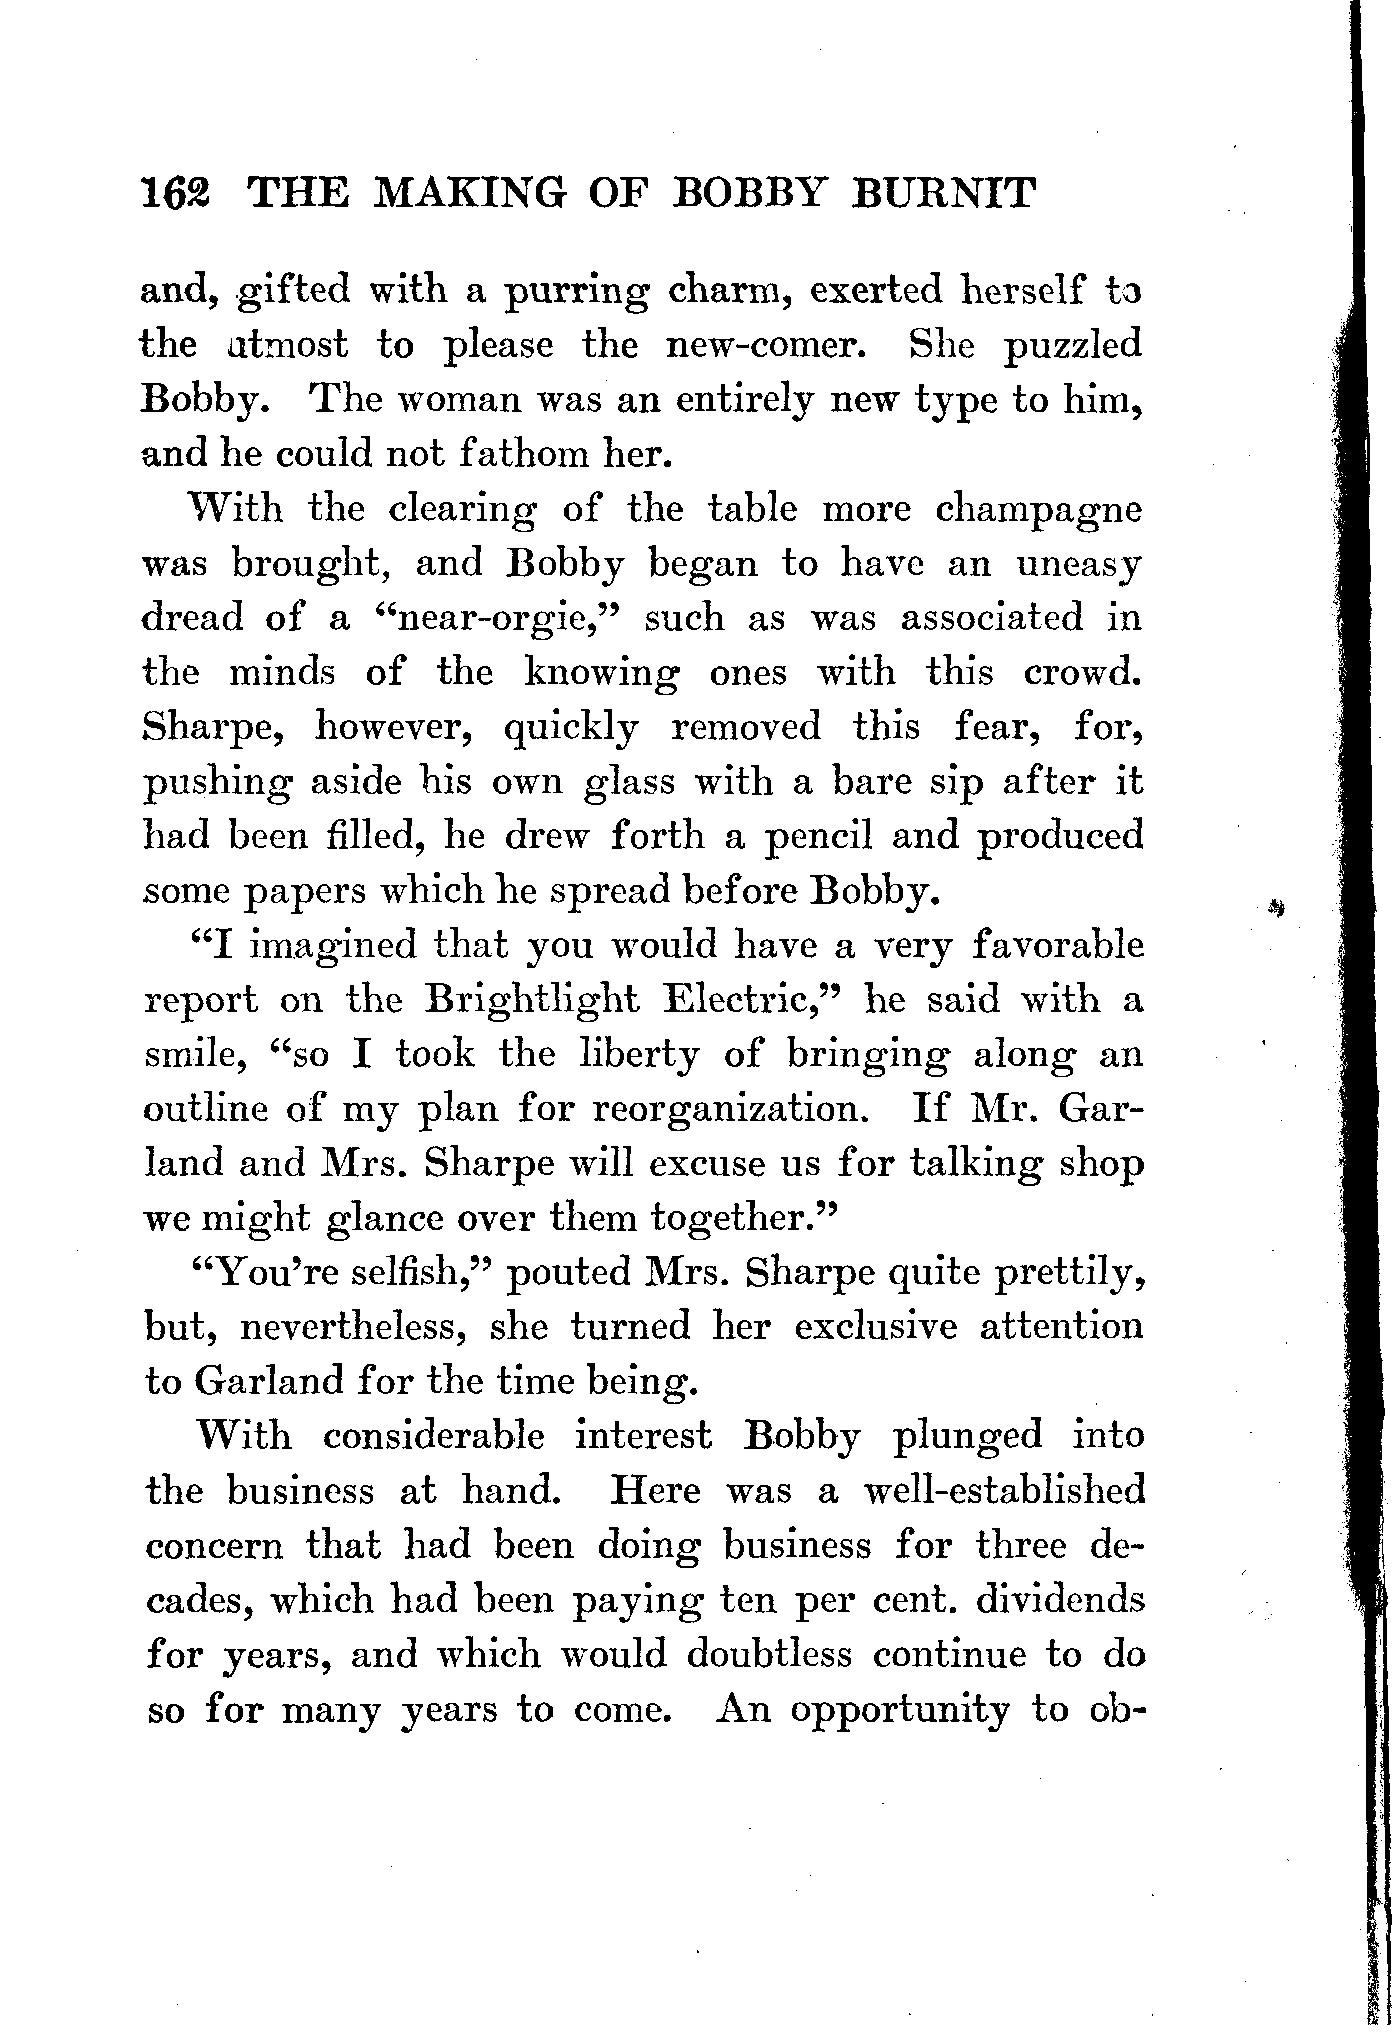 162 THE MAKING OF BOBBY BURNIT
and, gifted with a purring charm, exerted herself to
the utmost to please the new-comer. She puzzled
Bobby. The woman was an entirely new type to him,
and he could not fathom her.
With the clearing of the table more champagne
was brought, and Bobby began to have an uneasy
dread of a “near-orgie,” such as was associated in
the minds of the knowing ones with this crowd.
Sharpe, however, quickly removed this fear, for,
pushing aside his own glass with a bare sip after it
had been filled, he drew forth a pencil and produced
some papers which he spread before Bobby.
“I imagined that you would have a very favorable
report on the Brightlight Electric,” he said with a
smile, “so I took the liberty of bringing along an
outline of my plan for reorganization. If Mr. Gar-
land and Mrs. Sharpe will excuse us for talking shop
we might glance over them together.”
“You’re selfish,” pouted Mrs. Sharpe quite prettily,
but, nevertheless, she turned her exclusive attention
to Garland for the time being.
With considerable interest Bobby plunged into
the business at hand. Here was a well-established
concern that had been doing business for three de-
cades, which had been paying ten per cent. dividends
for years, and which would doubtless continue to do
so for many years to come. An opportunity to ob-